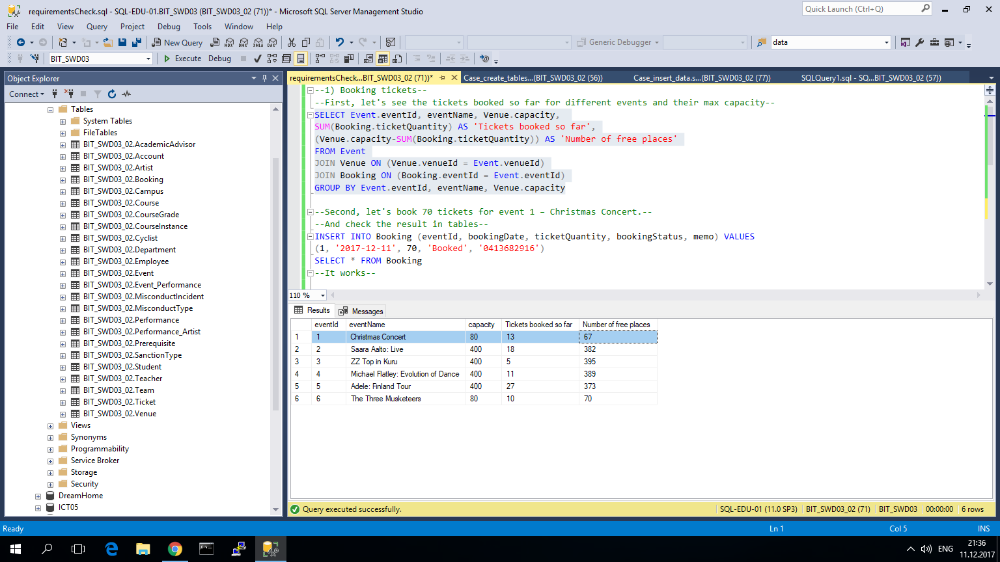 requirementsCheck.sql - SQL-EDU-01.BIT_SWD03 (BIT_SWD03_02 (71))* - Microsoft SQL Server Management Studio
Quick Launch (Ctrl+Q)
File Edit View Query Project Debug Tools Window Help
New Query MDX DMX XMLA DAX Generic Debugger data
BIT_SWD03 Execute Debug
Object Explorer
Connect
Tables
System Tables
FileTables
BIT_SWD03_02.AcademicAdvisor
BIT_SWD03_02.Account
BIT_SWD03_02.Artist
BIT_SWD03_02.Booking
BIT_SWD03_02.Campus
BIT_SWD03_02.Course
BIT_SWD03_02.CourseGrade
BIT_SWD03_02.CourseInstance
BIT_SWD03_02.Cyclist
BIT_SWD03_02.Department
BIT_SWD03_02.Employee
BIT_SWD03_02.Event
BIT_SWD03_02.Event_Performance
BIT_SWD03_02.MisconductIncident
BIT_SWD03_02.MisconductType
BIT_SWD03_02.Performance
BIT_SWD03_02.Performance_Artist
BIT_SWD03_02.Prerequisite
BIT_SWD03_02.SanctionType
BIT_SWD03_02.Student
BIT_SWD03_02.Teacher
BIT_SWD03_02.Team
BIT_SWD03_02.Ticket
BIT_SWD03_02.Venue
Views
Synonyms
Programmability
Service Broker
Storage
Security
DreamHome
ICT05
requirementsCheck...BIT_SWD03_02 (71))* Case_create_tables...(BIT_SWD03_02 (56)) Case_insert_data.s...(BIT_SWD03_02 (77)) SQLQuery1.sql - SQ...BIT_SWD03_02 (57))
--1) Booking tickets--
--First, let's see the tickets booked so far for different events and their max capacity--
SELECT Event.eventId, eventName, Venue.capacity,
SUM(Booking.ticketQuantity) AS 'Tickets booked so far',
(Venue.capacity-SUM(Booking.ticketQuantity)) AS 'Number of free places'
FROM Event
JOIN Venue ON (Venue.venueId = Event.venueId)
JOIN Booking ON (Booking.eventId = Event.eventId)
GROUP BY Event.eventId, eventName, Venue.capacity
--Second, let's book 70 tickets for event 1 – Christmas Concert.--
--And check the result in tables--
INSERT INTO Booking (eventId, bookingDate, ticketQuantity, bookingStatus, memo) VALUES
(1, '2017-12-11', 70, 'Booked', '0413682916')
SELECT * FROM Booking
--It works--
110 %
Results Messages
eventId eventName capacity Tickets booked so far Number of free places
1 1 Christmas Concert 80 13 67
2 2 Saara Aalto: Live 400 18 382
3 3 ZZ Top in Kuru 400 5 395
4 4 Michael Flatley: Evolution of Dance 400 11 389
5 5 Adele: Finland Tour 400 27 373
6 6 The Three Musketeers 80 10 70
Query executed successfully. SQL-EDU-01 (11.0 SP3) BIT_SWD03_02 (71) BIT_SWD03 00:00:00 6 rows
Ready Ln 1 Col 5 INS
ENG
21:36
11.12.2017